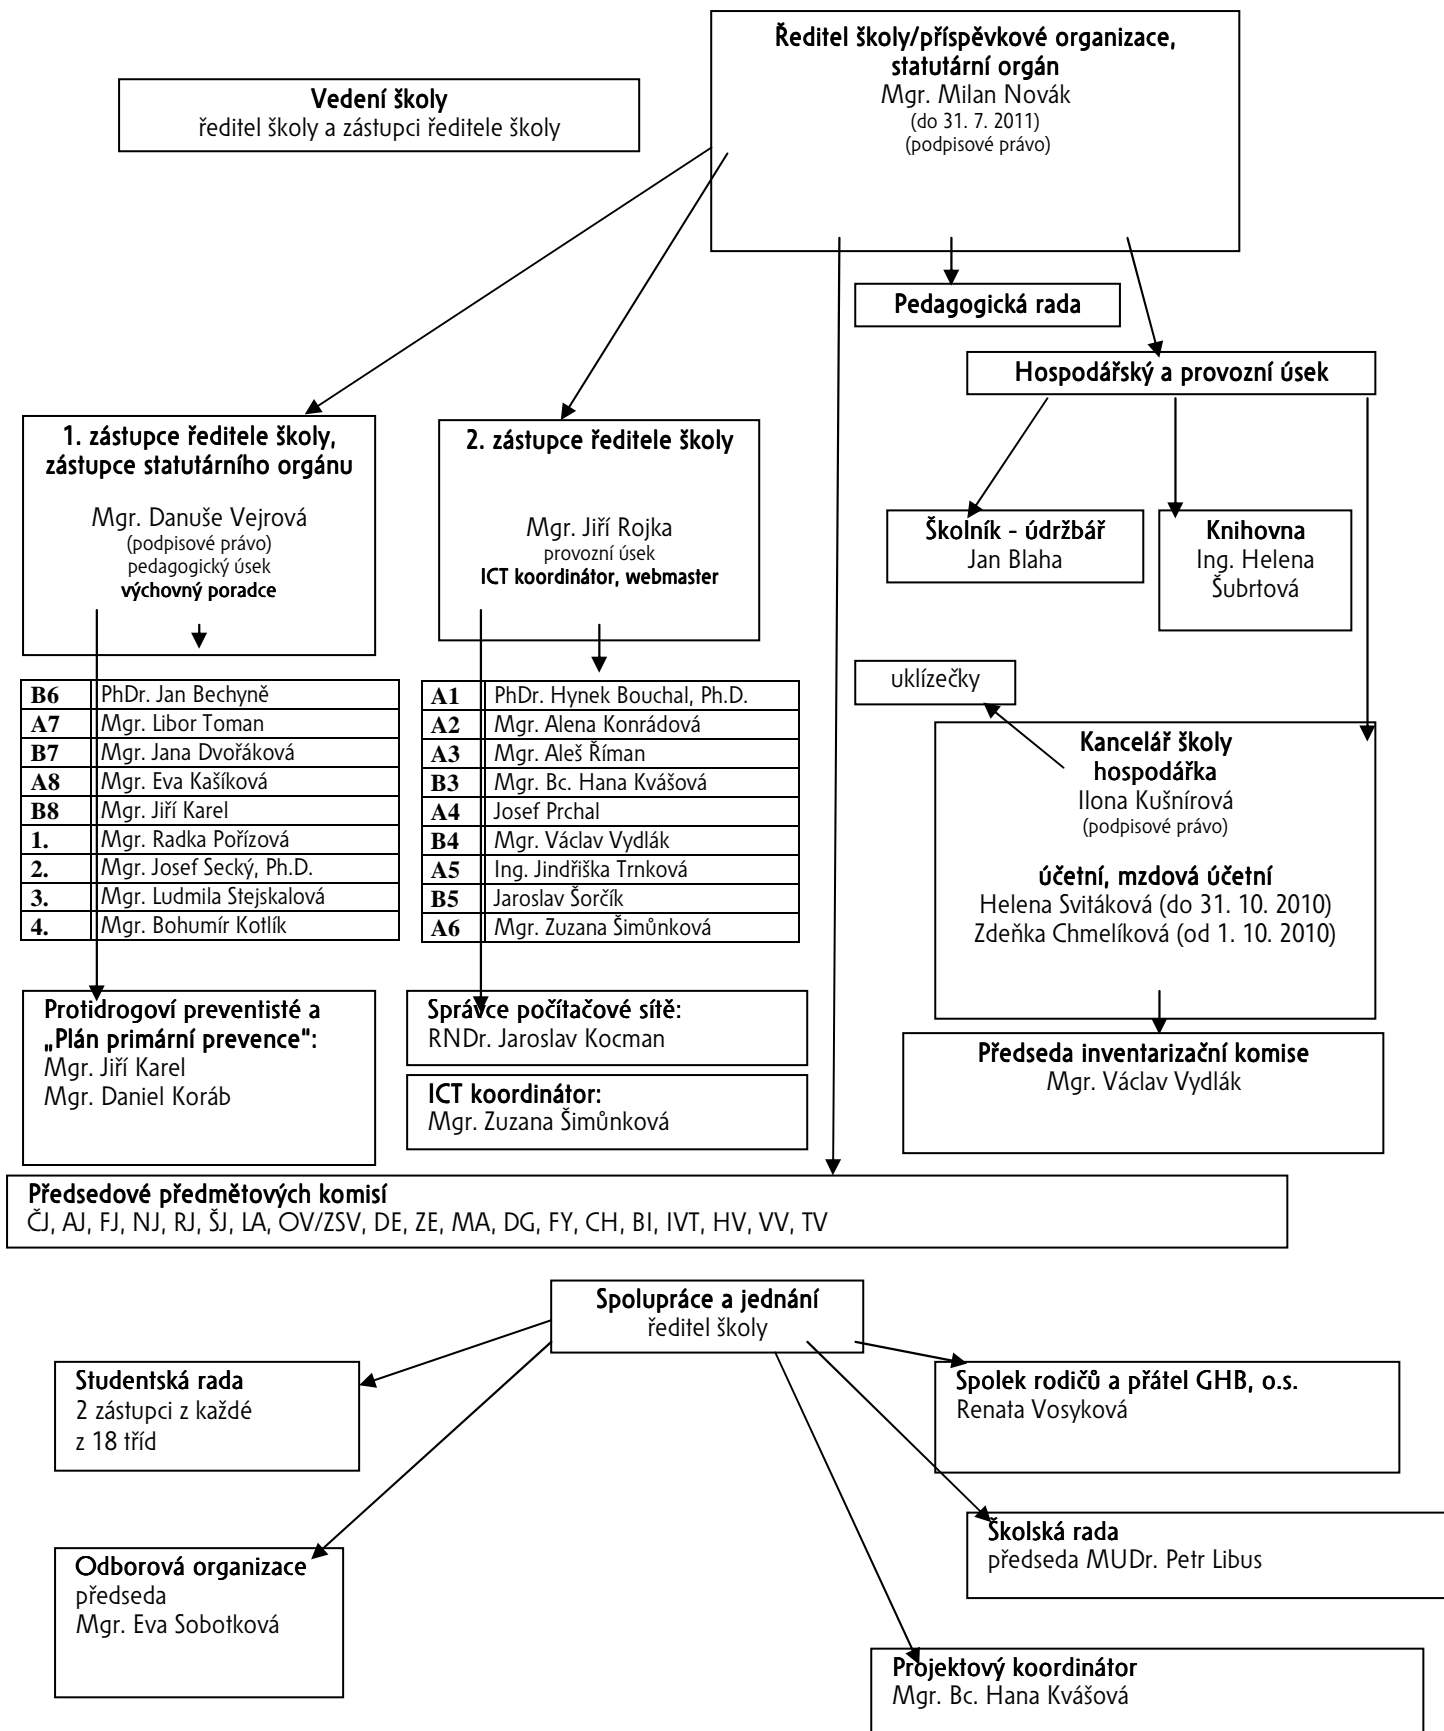 Ředitel školy/příspěvkové organizace,
statutární orgán
Mgr. Milan Novák
(do 31. 7. 2011)
(podpisové právo)
Vedení školy
ředitel školy a zástupci ředitele školy
Pedagogická rada
Hospodářský a provozní úsek
1. zástupce ředitele školy,
zástupce statutárního orgánu
Mgr. Danuše Vejrová
(podpisové právo)
pedagogický úsek
výchovný poradce
2. zástupce ředitele školy
Mgr. Jiří Rojka
provozní úsek
ICT koordinátor, webmaster
Školník - údržbář
Jan Blaha
Knihovna
Ing. Helena
Šubrtová
uklízečky
B6 PhDr. Jan Bechyně
A7 Mgr. Libor Toman
B7 Mgr. Jana Dvořáková
A8 Mgr. Eva Kašíková
B8 Mgr. Jiří Karel
1. Mgr. Radka Pořízová
2. Mgr. Josef Secký, Ph.D.
3. Mgr. Ludmila Stejskalová
4. Mgr. Bohumír Kotlík
A1 PhDr. Hynek Bouchal, Ph.D.
A2 Mgr. Alena Konrádová
A3 Mgr. Aleš Říman
B3 Mgr. Bc. Hana Kvášová
A4 Josef Prchal
B4 Mgr. Václav Vydlák
A5 Ing. Jindřiška Trnková
B5 Jaroslav Šorčík
A6 Mgr. Zuzana Šimůnková
Kancelář školy
hospodářka
Ilona Kušnírová
(podpisové právo)
účetní, mzdová účetní
Helena Svitáková (do 31. 10. 2010)
Zdeňka Chmelíková (od 1. 10. 2010)
Protidrogoví preventisté a
„Plán primární prevence“:
Mgr. Jiří Karel
Mgr. Daniel Koráb
Správce počítačové sítě:
RNDr. Jaroslav Kocman
ICT koordinátor:
Mgr. Zuzana Šimůnková
Předseda inventarizační komise
Mgr. Václav Vydlák
Předsedové předmětových komisí
ČJ, AJ, FJ, NJ, RJ, ŠJ, LA, OV/ZSV, DE, ZE, MA, DG, FY, CH, BI, IVT, HV, VV, TV
Spolupráce a jednání
ředitel školy
Studentská rada
2 zástupci z každé
z 18 tříd
Spolek rodičů a přátel GHB, o.s.
Renata Vosyková
Školská rada
předseda MUDr. Petr Libus
Odborová organizace
předseda
Mgr. Eva Sobotková
Projektový koordinátor
Mgr. Bc. Hana Kvášová